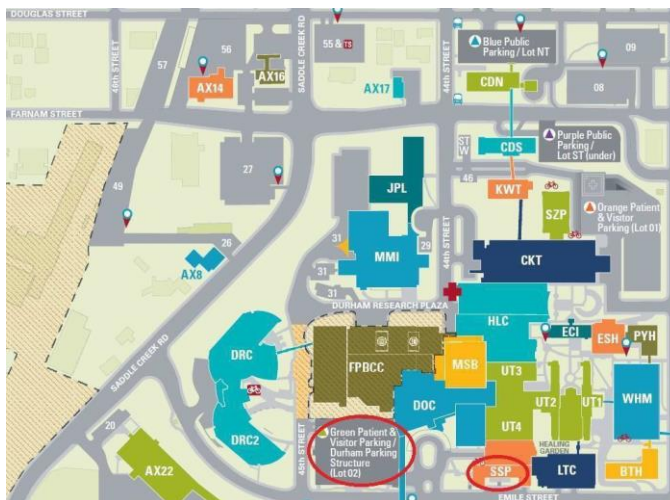 DOUGLAS STREET
46th STREET
57
56
SADDLE CREEK RD
55 & TS
44th STREET
Blue Public
Parking / Lot NT
09
AX14
AX16
AX17
CDN
08
FARNAM STREET
49
27
JPL
ST
W
CDS
Purple Public
Parking /
Lot ST (under)
46
KWT
SZP
Orange Patient
& Visitor
Parking (Lot 01)
26
AX8
31
MMI
29
CKT
31
31
44th STREET
DURHAM RESEARCH PLAZA
SADDLE CREEK RD
DRC
HLC
ECI
ESH
PYH
FPBCC
MSB
UT3
UT2
UT1
WHM
DOC
UT4
DRC2
20
45th STREET
Green Patient &
Visitor Parking /
Durham Parking
Structure
(Lot 02)
HEALING
GARDEN
AX22
SSP
LTC
BTH
EMILE STREET